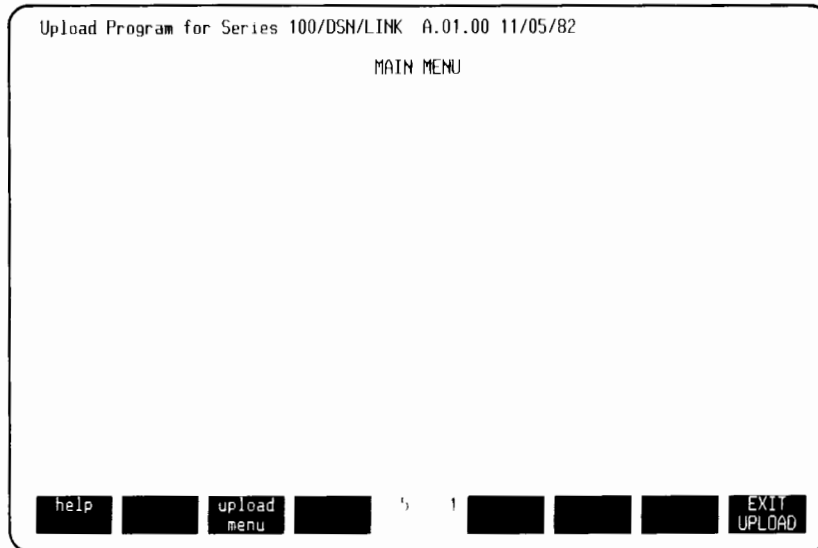 Upload Program for Series 100/DSN/LINK A.01.00 11/05/82
MAIN MENU
help
upload
menu
1
EXIT
UPLOAD